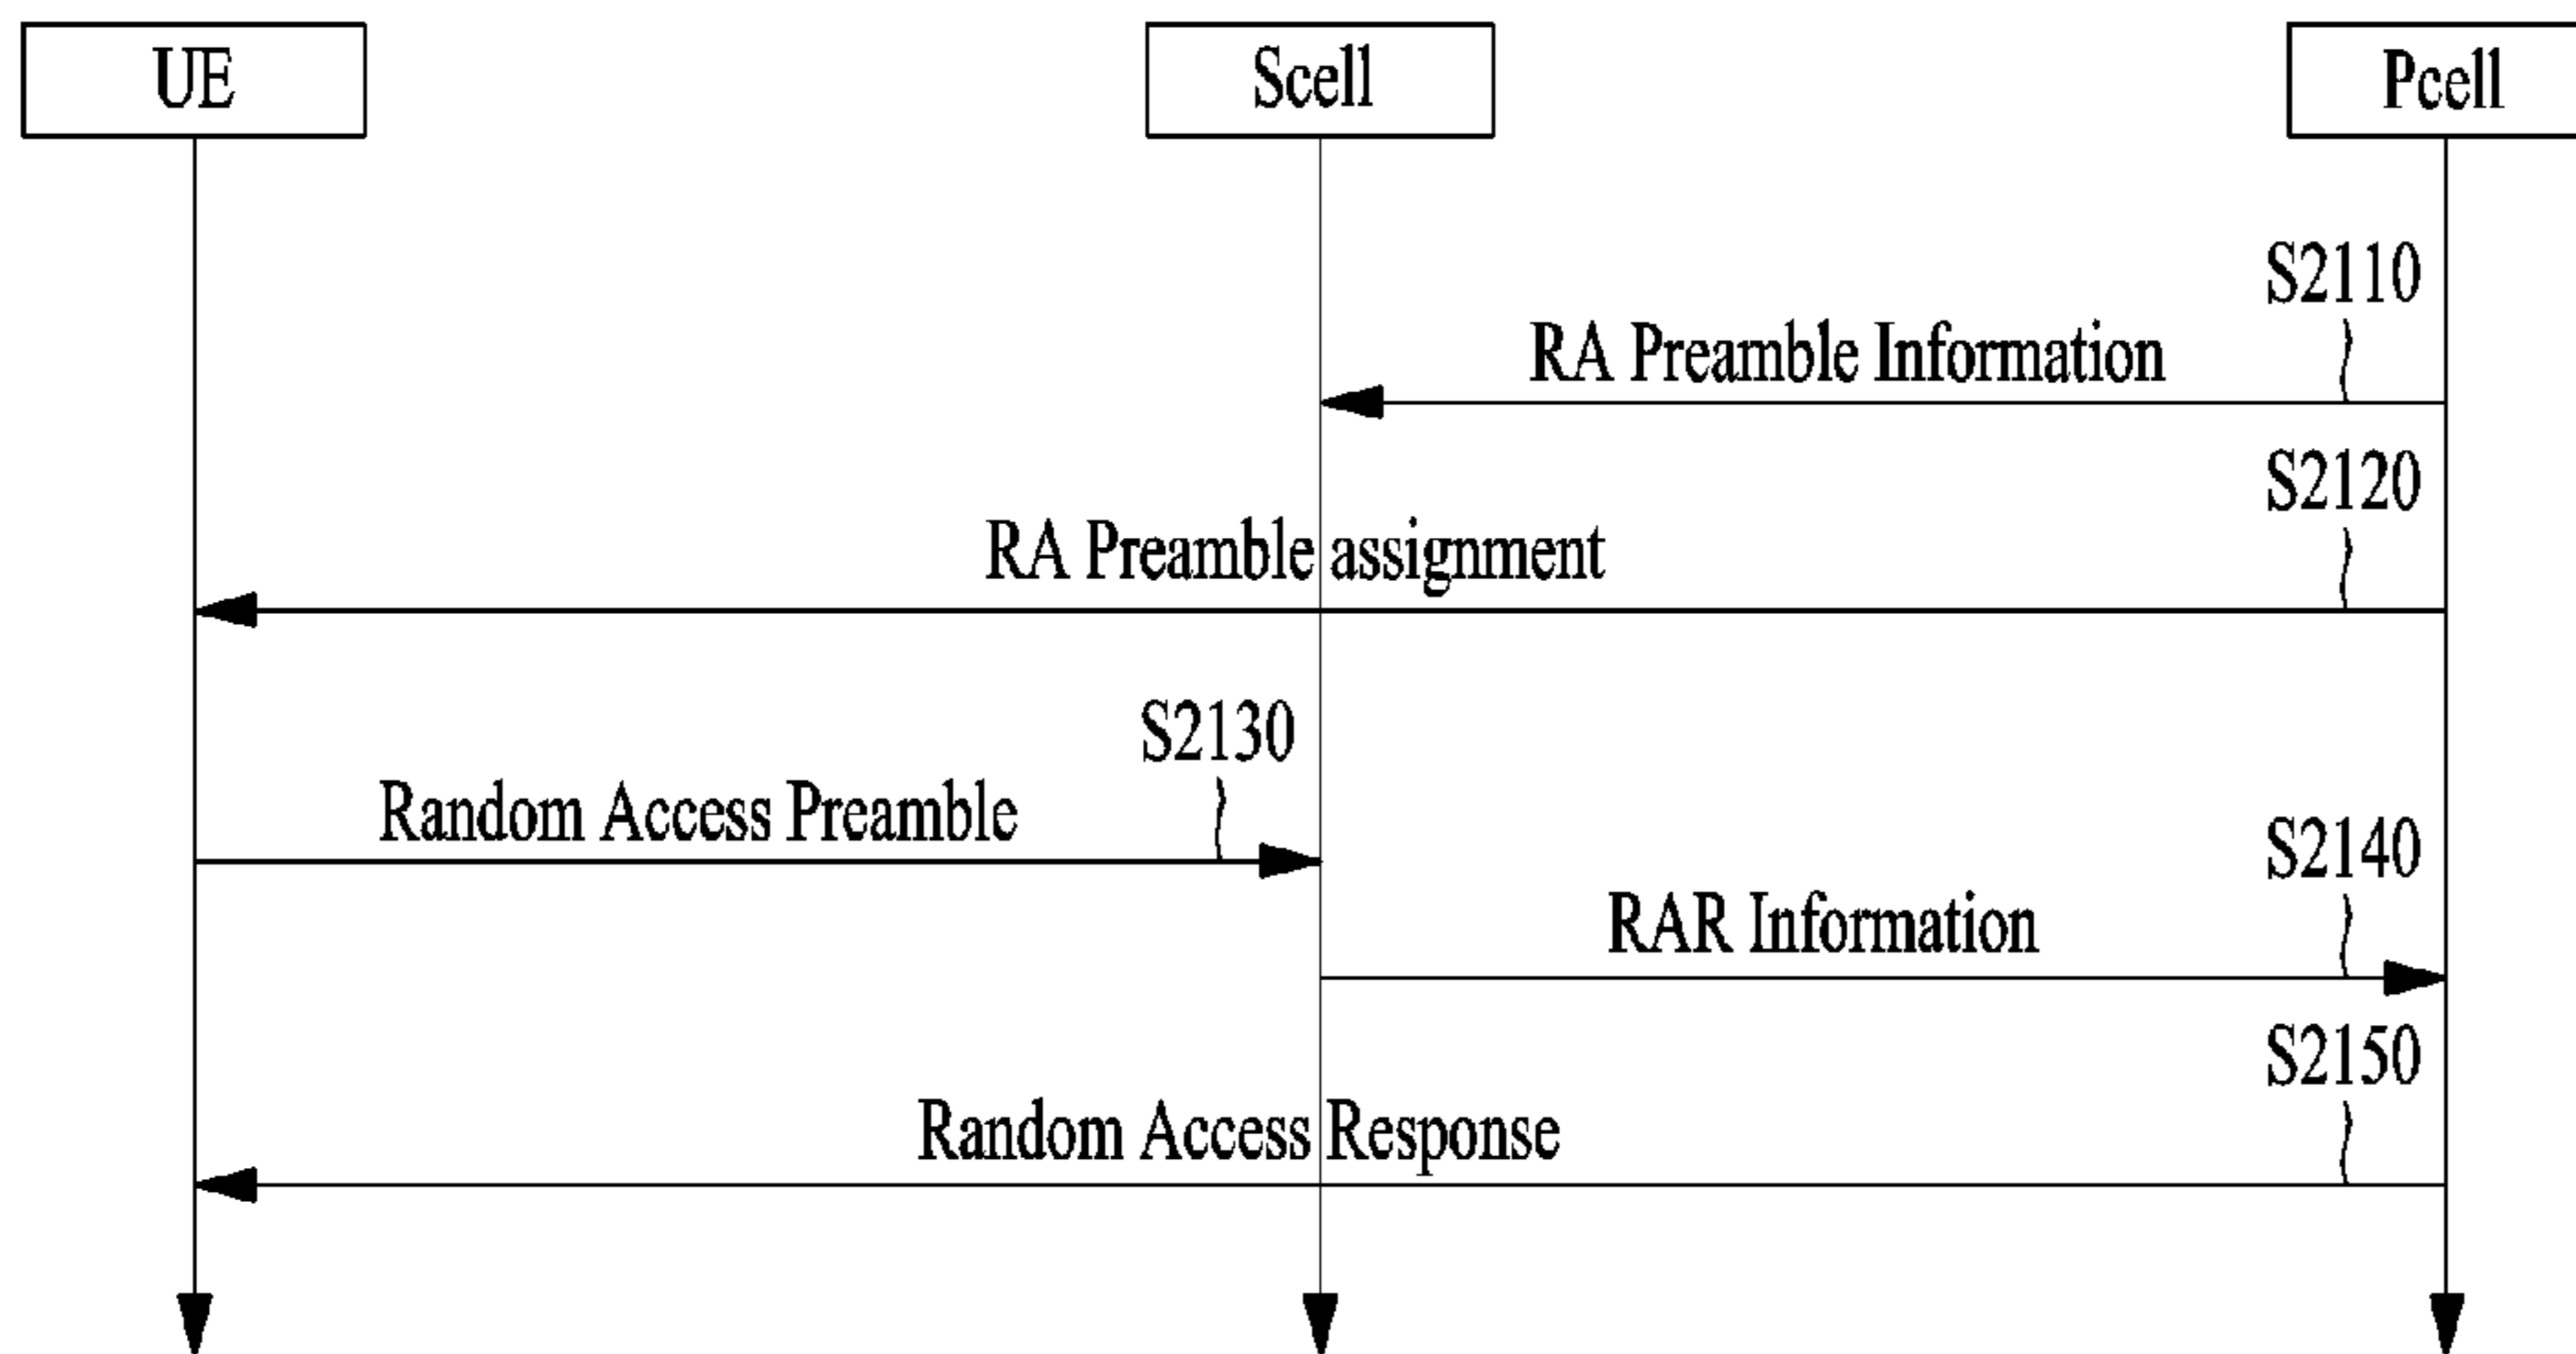 UE
Scell
Pcell
S2110
RA Preamble Information
S2120
RA Preamble assignment
S2130
Random Access Preamble
S2140
RAR Information
S2150
Random Access Response